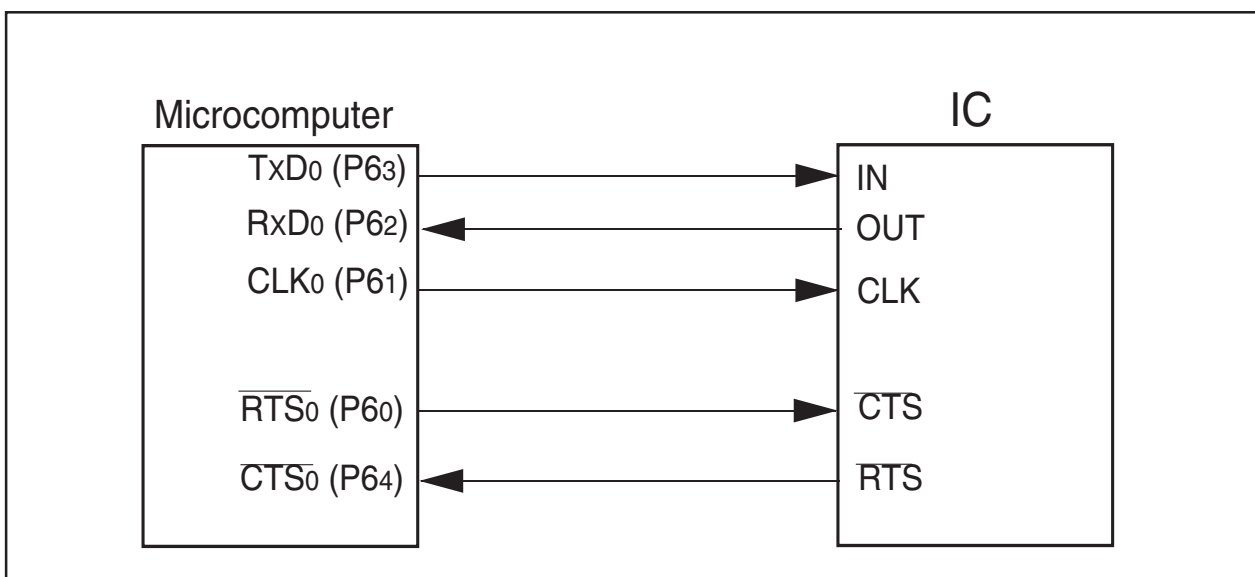 Microcomputer
TxD0 (P63)
RxD0 (P62)
CLK0 (P61)
RTS0 (P60)
CTS0 (P64)
IC
IN
OUT
CLK
CTS
RTS